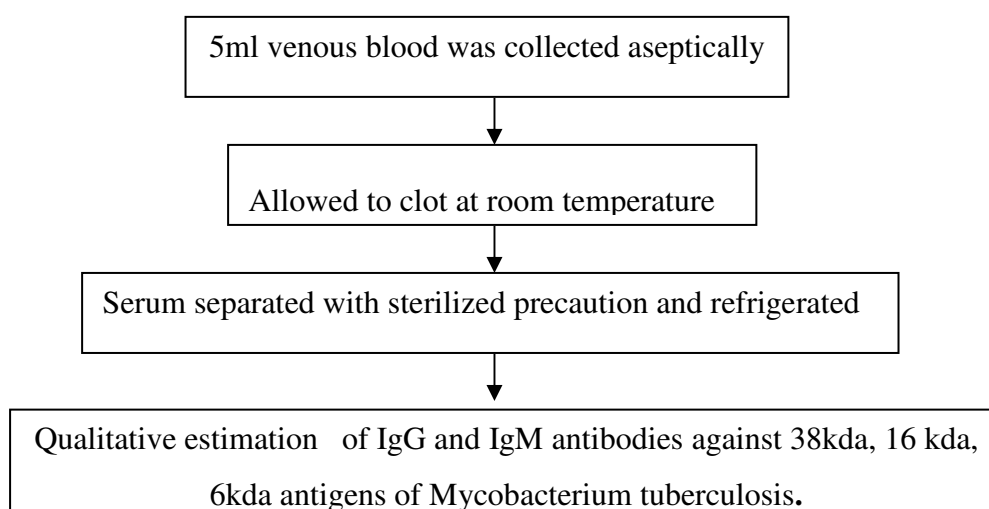 5ml venous blood was collected aseptically
Allowed to clot at room temperature
Serum separated with sterilized precaution and refrigerated
Qualitative estimation of IgG and IgM antibodies against 38kda, 16 kda,
6kda antigens of Mycobacterium tuberculosis.